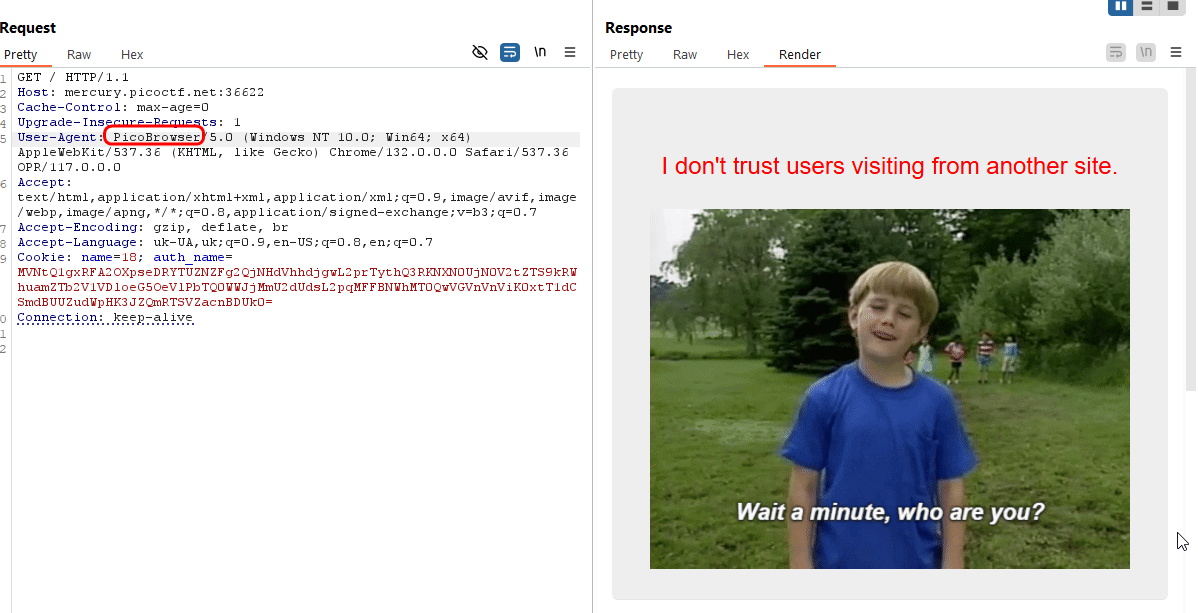 Request
Pretty Raw Hex
\n
1 GET / HTTP/1.1
2 Host: mercury.picoctf.net:36622
3 Cache-Control: max-age=0
4 Upgrade-Insecure-Requests: 1
5 User-Agent: PicoBrowser/5.0 (Windows NT 10.0; Win64; x64)
AppleWebKit/537.36 (KHTML, like Gecko) Chrome/132.0.0.0 Safari/537.36
OPR/117.0.0.0
6 Accept:
text/html,application/xhtml+xml,application/xml;q=0.9,image/avif,image
/webp,image/apng,*/*;q=0.8,application/signed-exchange;v=b3;q=0.7
7 Accept-Encoding: gzip, deflate, br
8 Accept-Language: uk-UA,uk;q=0.9,en-US;q=0.8,en;q=0.7
9 Cookie: name=18; auth_name=
0 Connection: keep-alive
1
2
Response
Pretty Raw Hex Render
\n
I don't trust users visiting from another site.
Wait a minute, who are you?